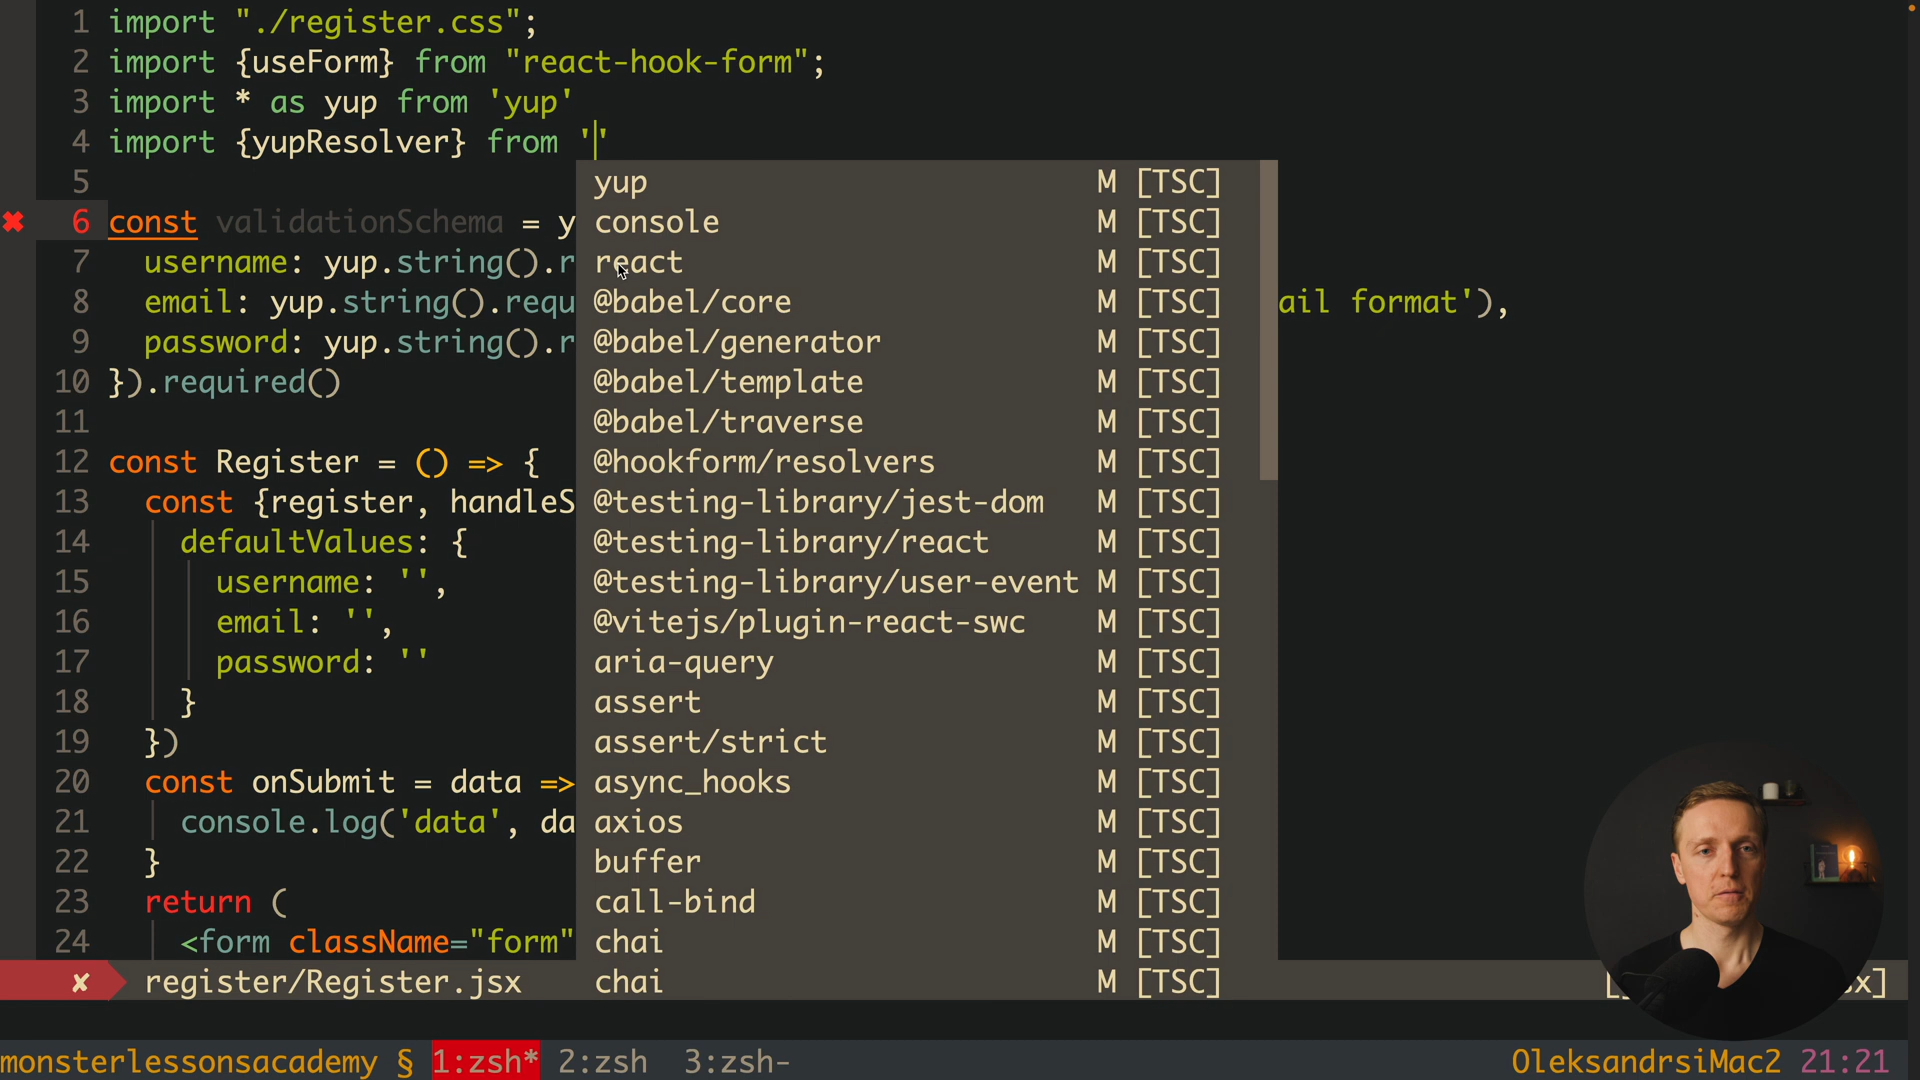 1 import "./register.css";
2 import {useForm} from "react-hook-form";
3 import * as yup from 'yup'
4 import {yupResolver} from ''
5
yup M [TSC]
✖ 6 const validationSchema = y
console M [TSC]
7 username: yup.string().r
react M [TSC]
8 email: yup.string().requ
@babel/core M [TSC]
ail format'),
9 password: yup.string().r
@babel/generator M [TSC]
10 }).required()
@babel/template M [TSC]
11
@babel/traverse M [TSC]
12 const Register = () => {
@hookform/resolvers M [TSC]
13 const {register, handleS
@testing-library/jest-dom M [TSC]
14 defaultValues: {
@testing-library/react M [TSC]
15 username: '',
@testing-library/user-event M [TSC]
16 email: '',
@vitejs/plugin-react-swc M [TSC]
17 password: ''
aria-query M [TSC]
18 }
assert M [TSC]
19 })
assert/strict M [TSC]
20 const onSubmit = data =>
async_hooks M [TSC]
21 console.log('data', da
axios M [TSC]
22 }
buffer M [TSC]
23 return (
call-bind M [TSC]
24 <form className="form"
chai M [TSC]
✘ register/Register.jsx
chai M [TSC]
x]
monsterlessonsacademy § 1:zsh* 2:zsh 3:zsh-
OleksandrsiMac2 21:21